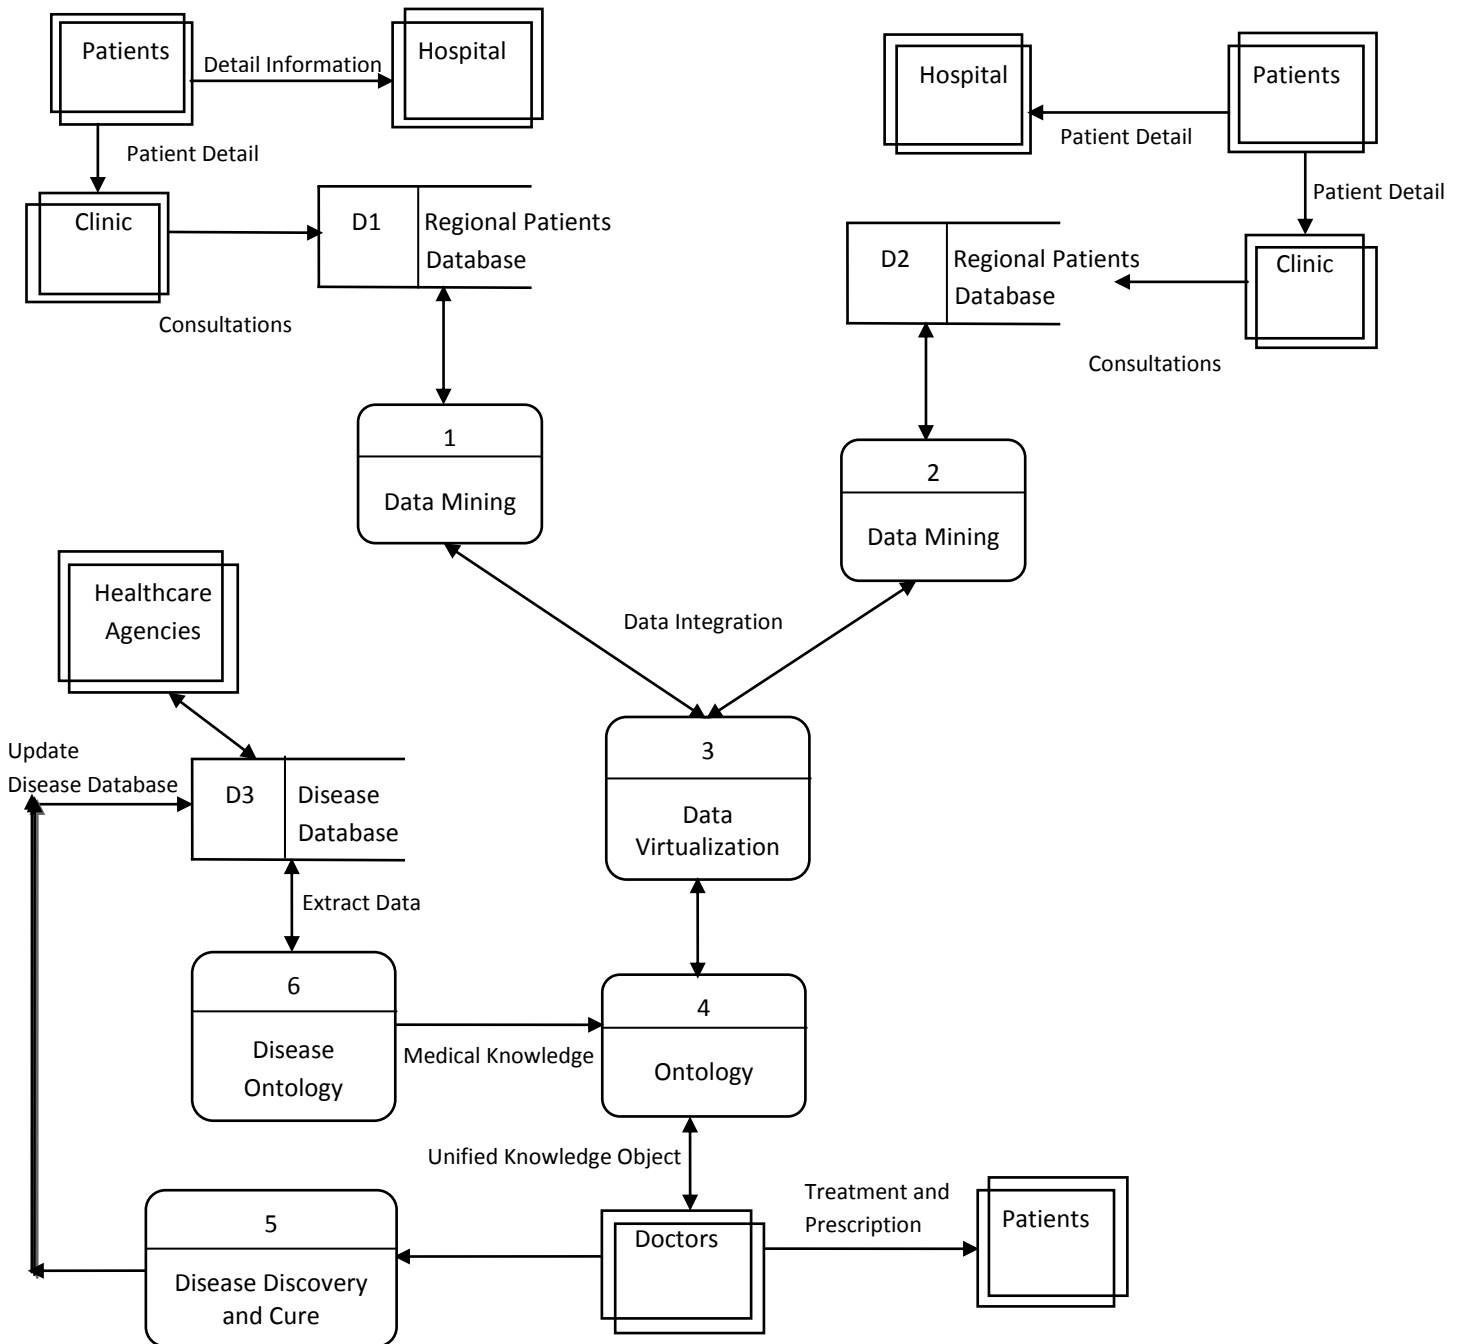 Patients
Detail Information
Hospital
Hospital
Patients
Patient Detail
Patient Detail
Patient Detail
Clinic
D1
Regional Patients
Database
D2
Regional Patients
Database
Clinic
Consultations
Consultations
1
Data Mining
2
Data Mining
Healthcare
Agencies
Data Integration
Update
Disease Database
D3
Disease
Database
3
Data
Virtualization
Extract Data
6
Disease
Ontology
Medical Knowledge
4
Ontology
Unified Knowledge Object
Treatment and
Prescription
5
Disease Discovery
and Cure
Doctors
Patients